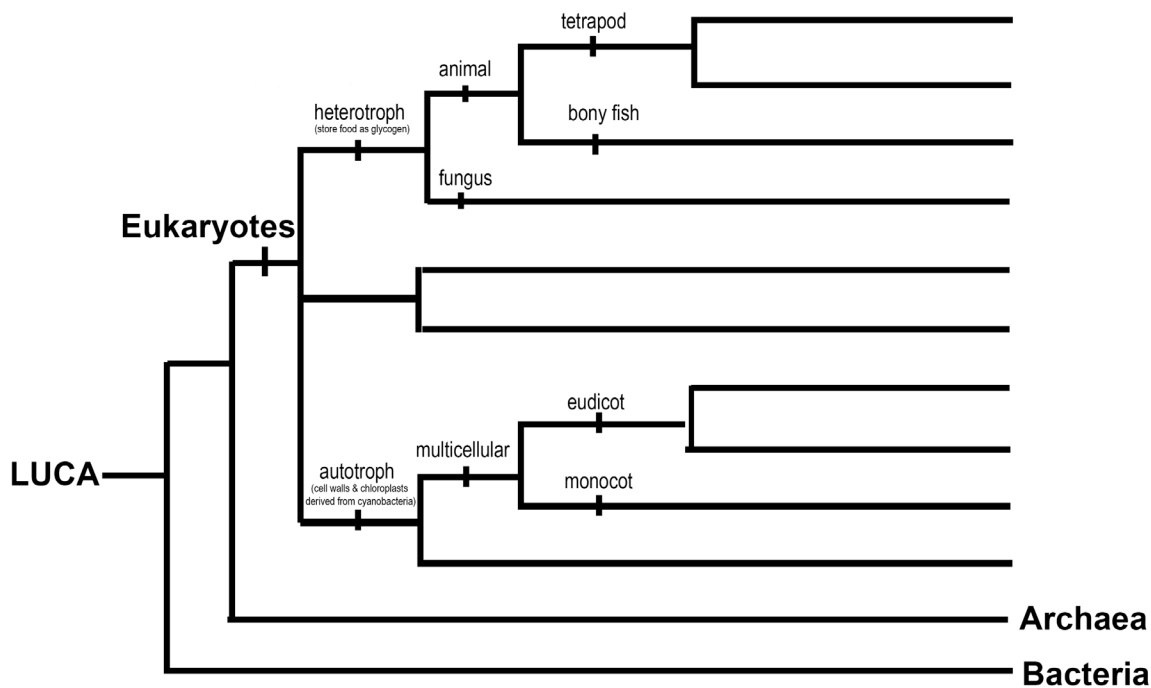 tetrapod
animal
heterotroph
(store food as glycogen)
bony fish
fungus
Eukaryotes
eudicot
multicellular
autotroph
(cell walls & chloroplasts
derived from cyanobacteria)
monocot
LUCA
Archaea
Bacteria